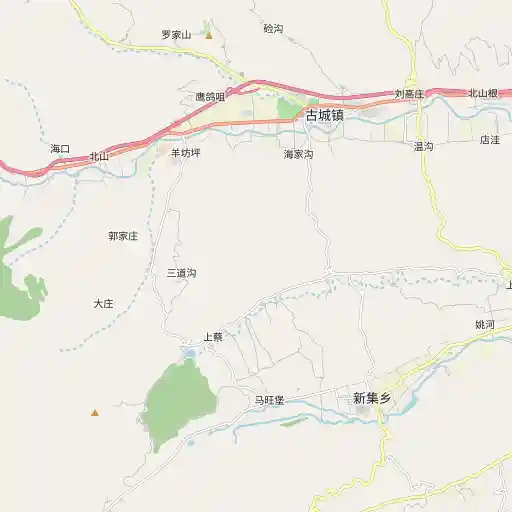 硷沟
罗家山
鹰鸽咀
刘高庄
北山根
古城镇
店洼
温沟
海口
北山
羊坊坪
海家沟
郭家庄
三道沟
大庄
上
姚河
上蔡
马旺堡
新集乡